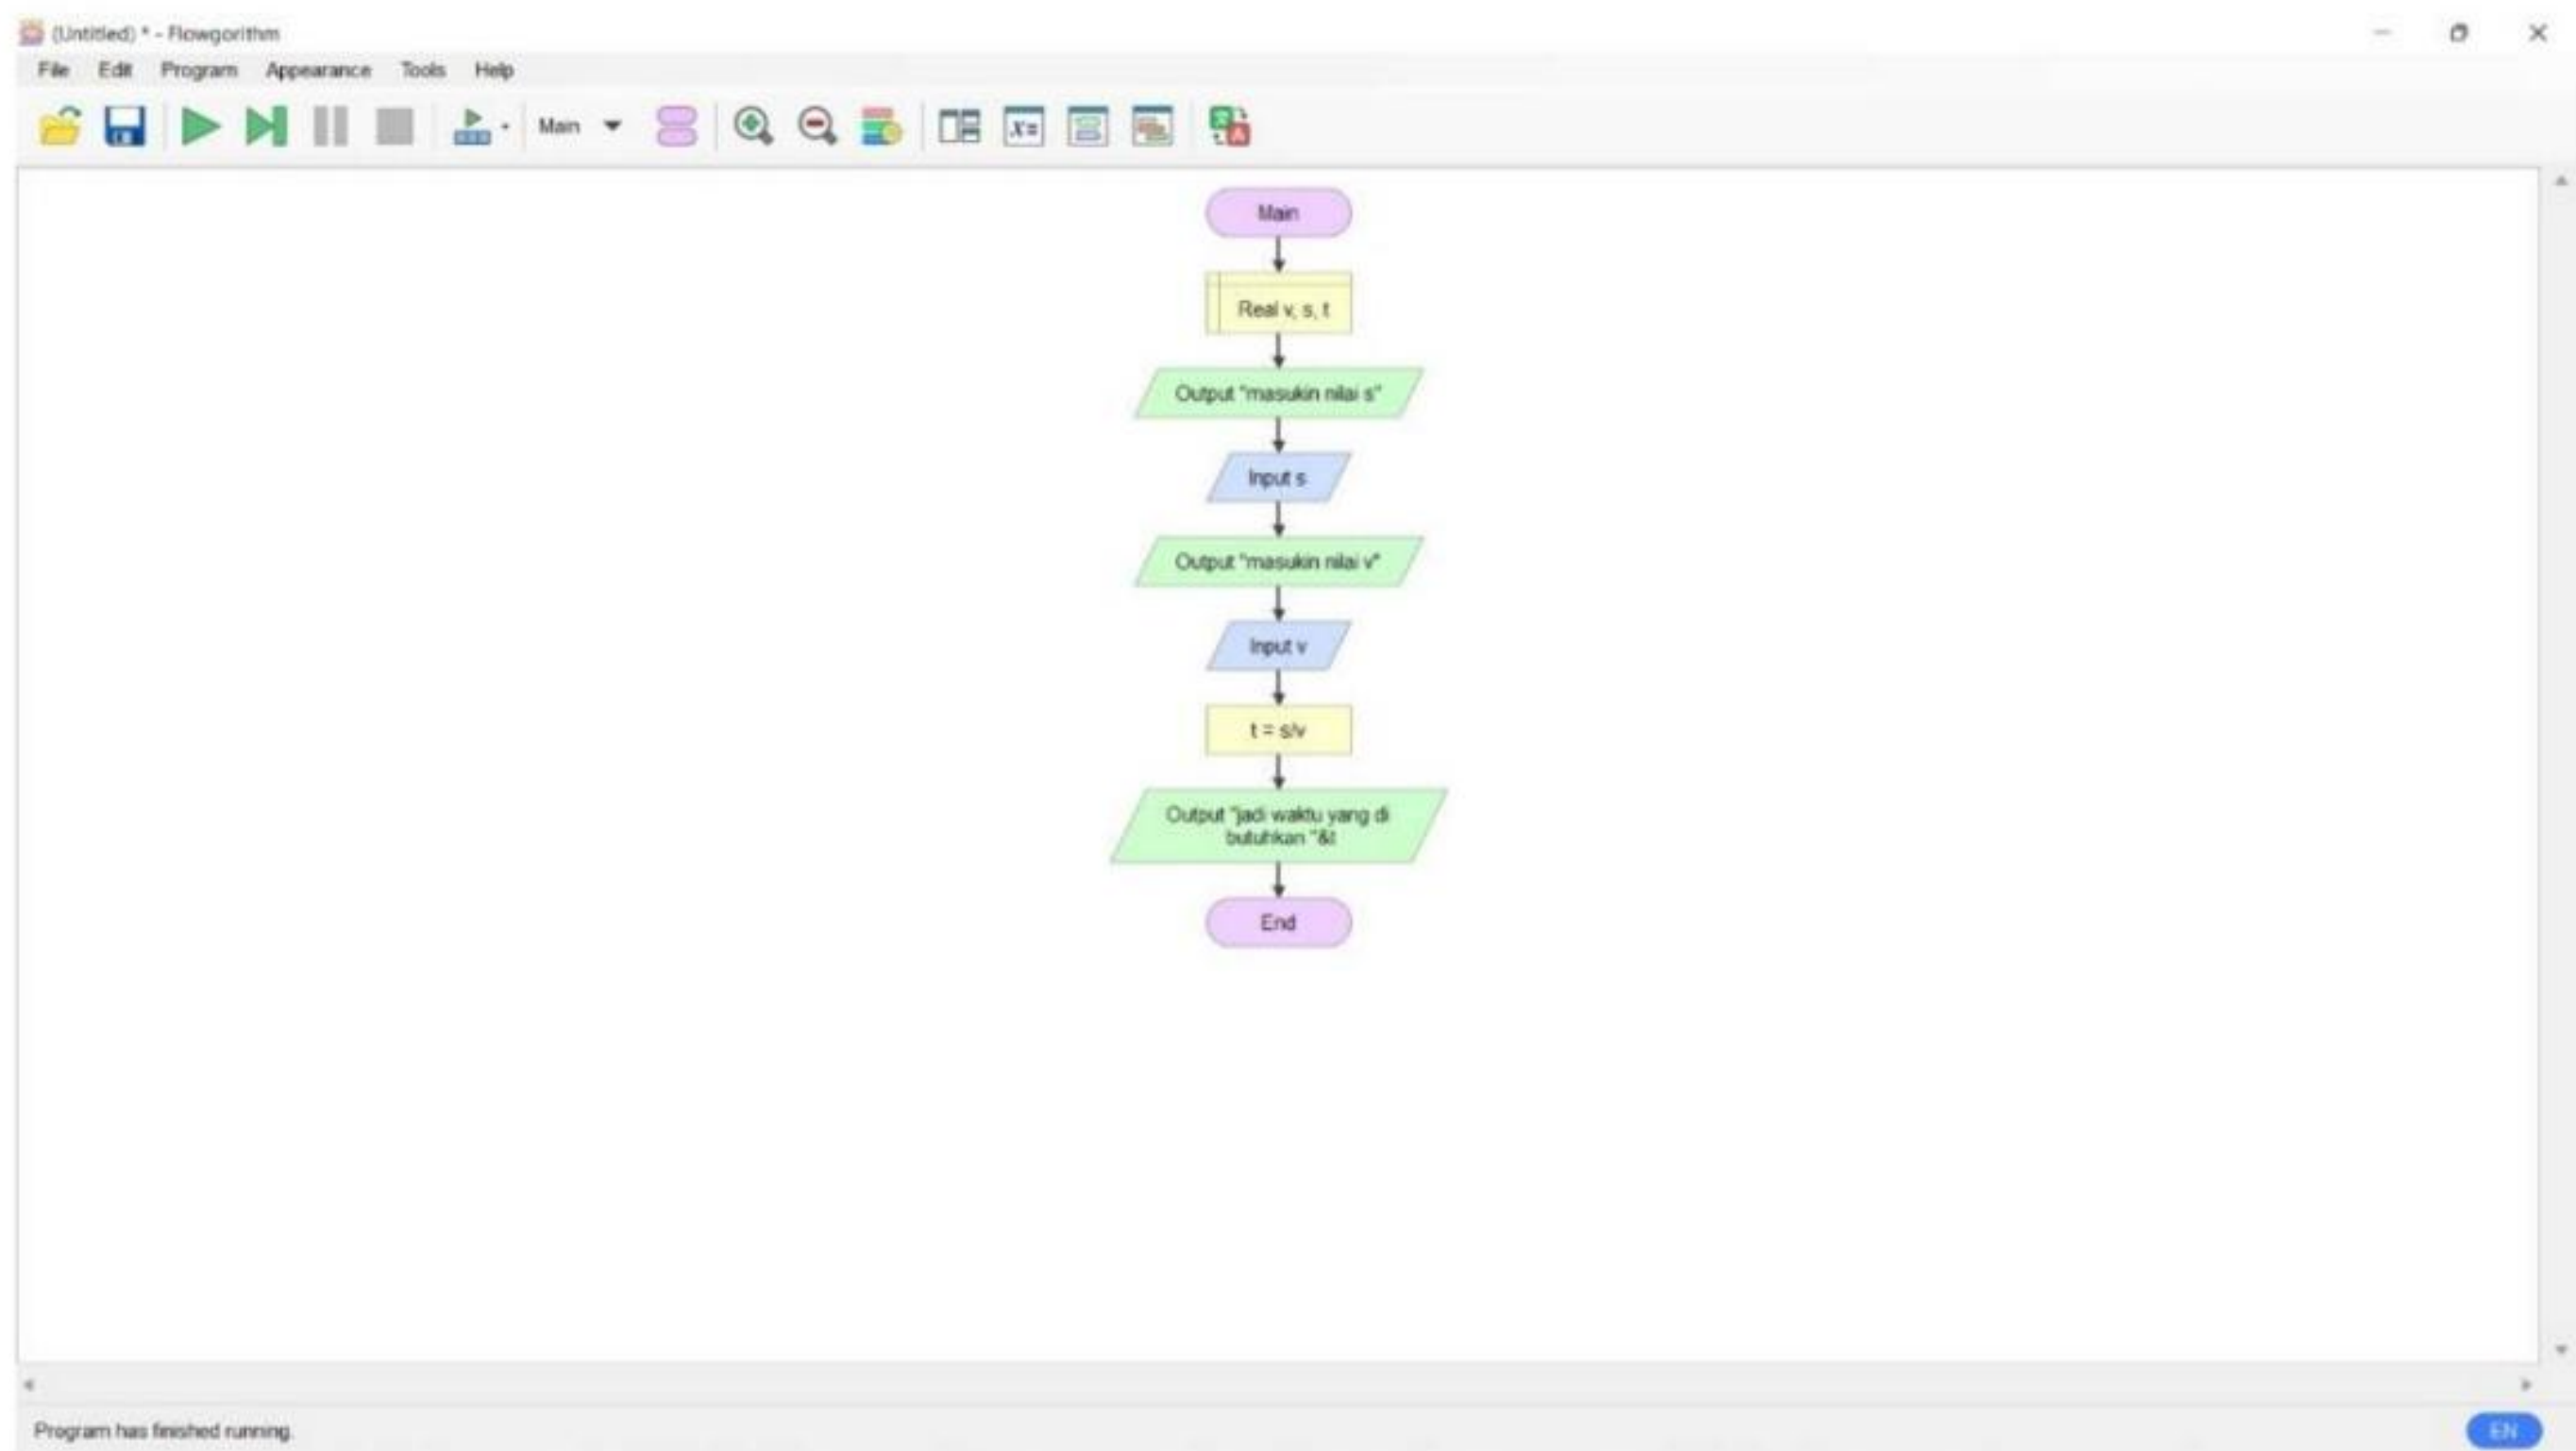 (Untitled) * - Flowgorithm
File Edit Program Appearance Tools Help
Main
X=
A
Main
Real v, s, t
Output "masukin nilai s"
Input s
Output "masukin nilai v"
Input v
t = s/v
Output "jadi waktu yang di
butuhkan "&t
End
Program has finished running.
EN